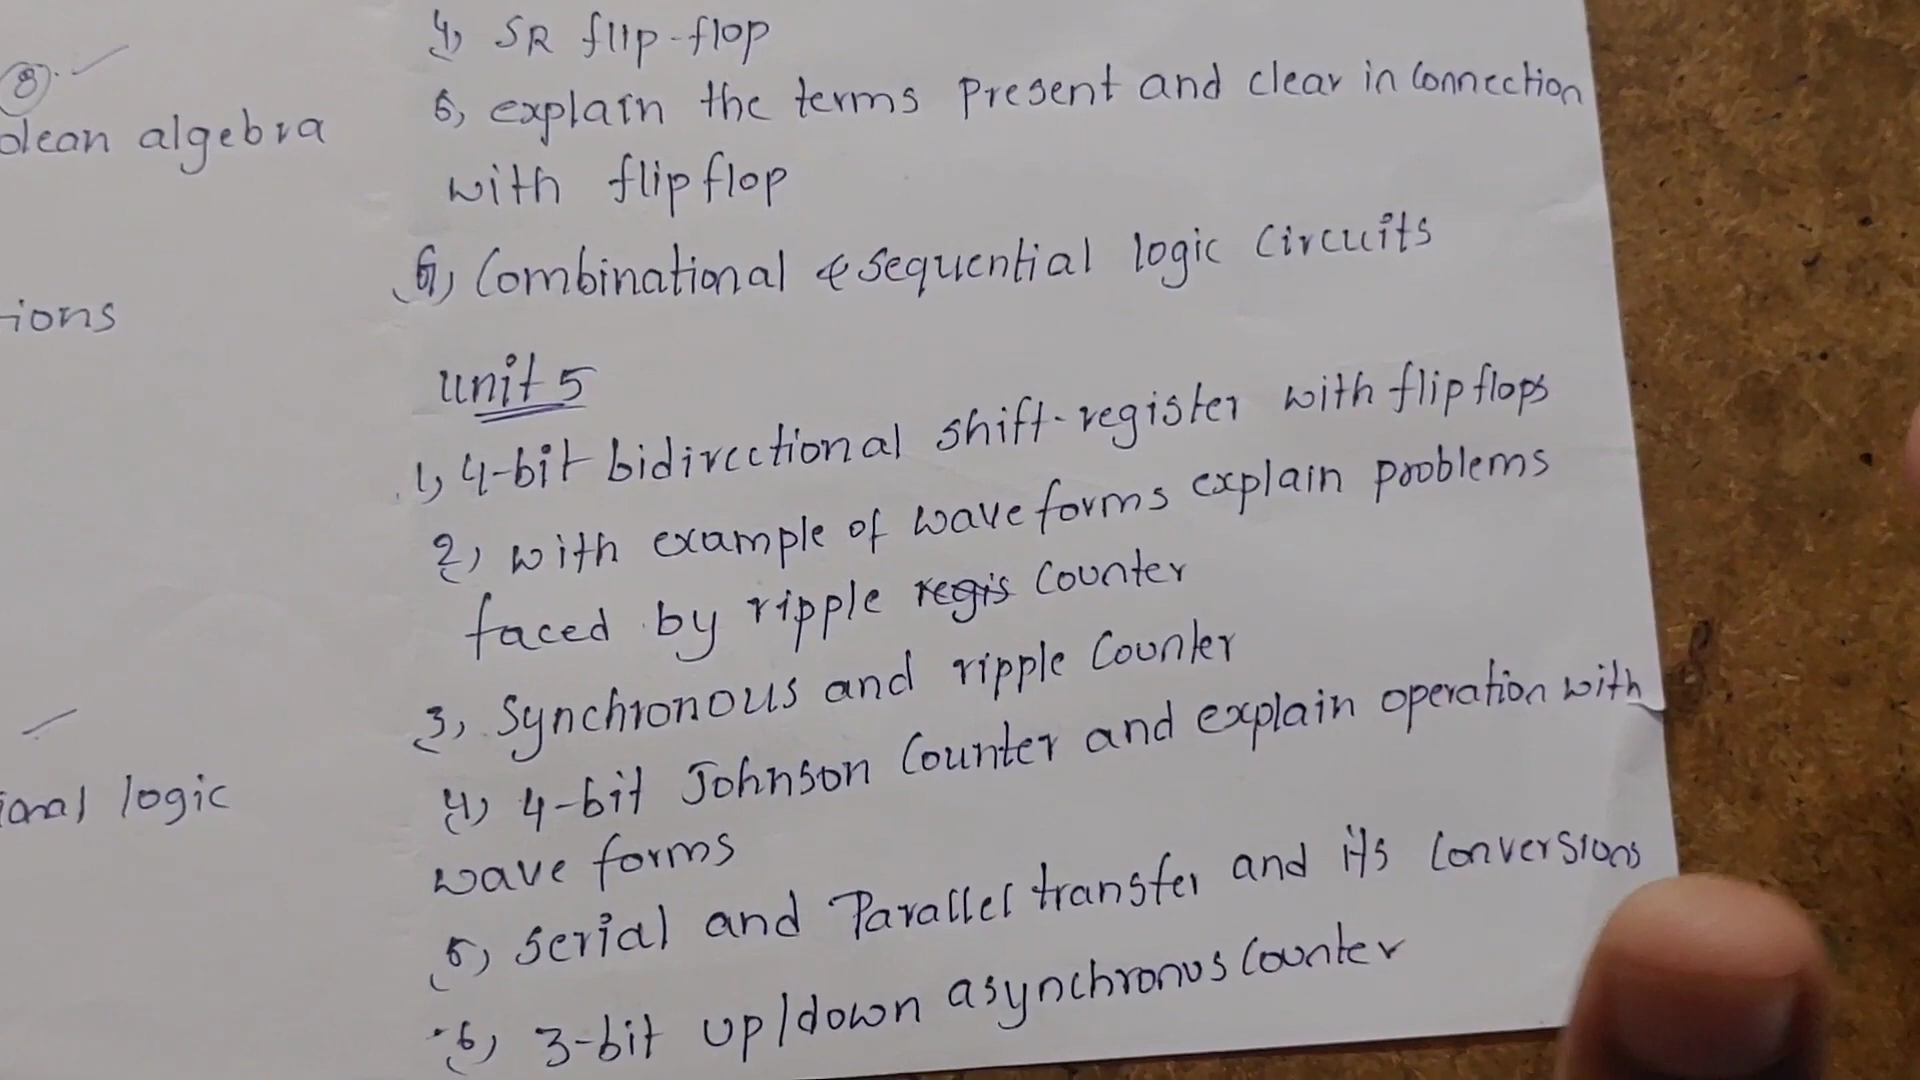 8
olean algebra
ions
ional logic
4) SR flip-flop
5) explain the terms present and clear in connection
with flipflop
6) Combinational & sequential logic circuits
unit 5
1) 4-bit bidirectional shift-register with flipflops
2) with example of wave forms explain problems
faced by ripple regis counter
3) Synchronous and ripple counter
4) 4-bit Johnson Counter and explain operation with
wave forms
5) serial and Parallel transfer and its conversions
6) 3-bit up/down asynchronus counter